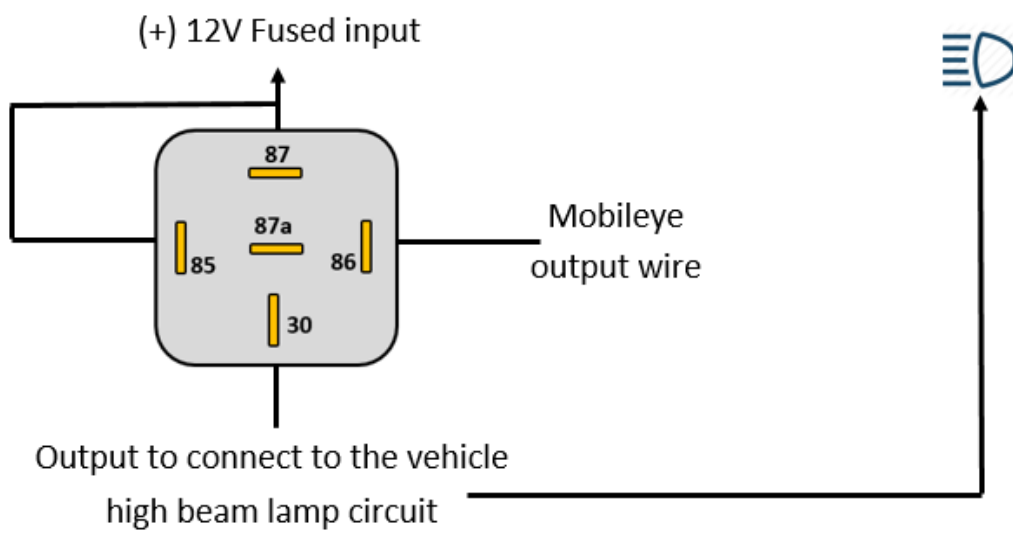 (+) 12V Fused input
87
87a
85
86
30
Mobileye
output wire
Output to connect to the vehicle
high beam lamp circuit